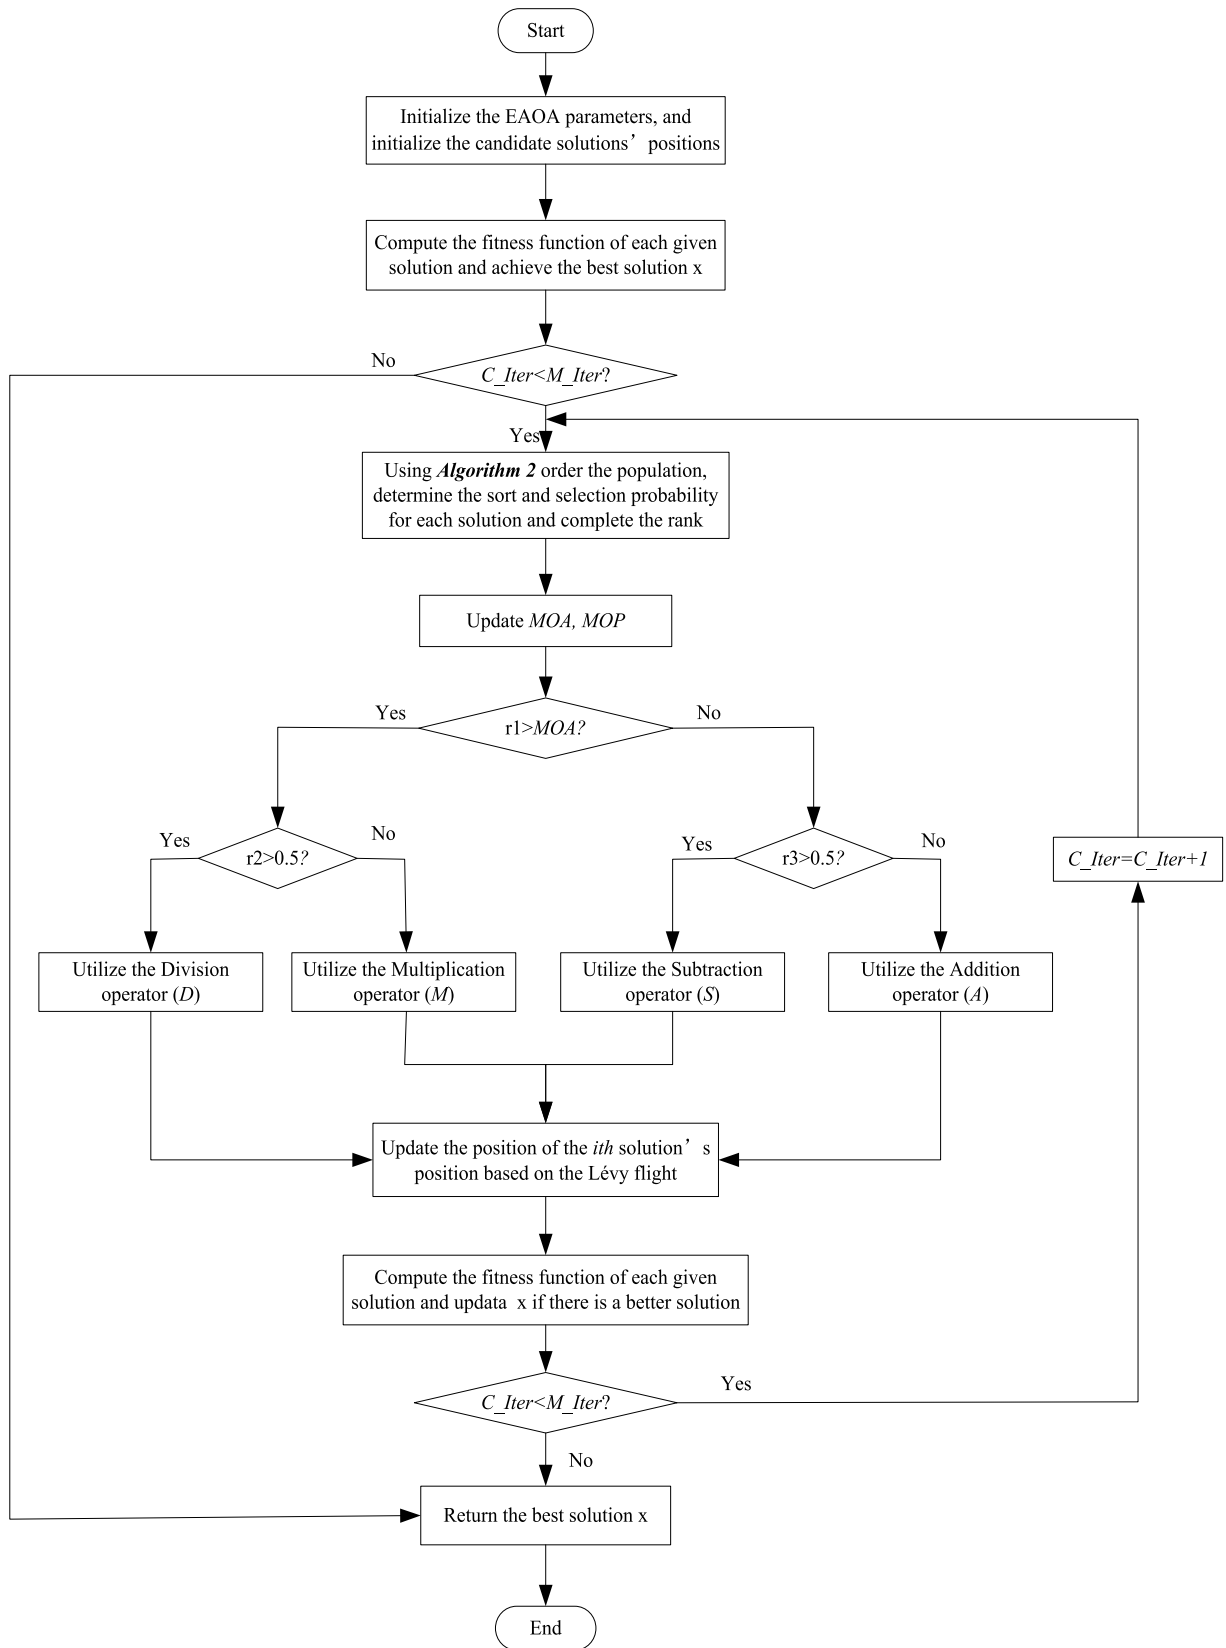 Start
Initialize the EAOA parameters, and
initialize the candidate solutions’ positions
Compute the fitness function of each given
solution and achieve the best solution x
No
C_Iter<M_Iter?
Yes
Using Algorithm 2 order the population,
determine the sort and selection probability
for each solution and complete the rank
Update MOA, MOP
Yes
r1>MOA?
No
Yes
r2>0.5?
No
Yes
r3>0.5?
No
C_Iter=C_Iter+1
Utilize the Division
operator (D)
Utilize the Multiplication
operator (M)
Utilize the Subtraction
operator (S)
Utilize the Addition
operator (A)
Update the position of the ith solution’ s
position based on the Lévy flight
Compute the fitness function of each given
solution and updata x if there is a better solution
C_Iter<M_Iter?
Yes
No
Return the best solution x
End